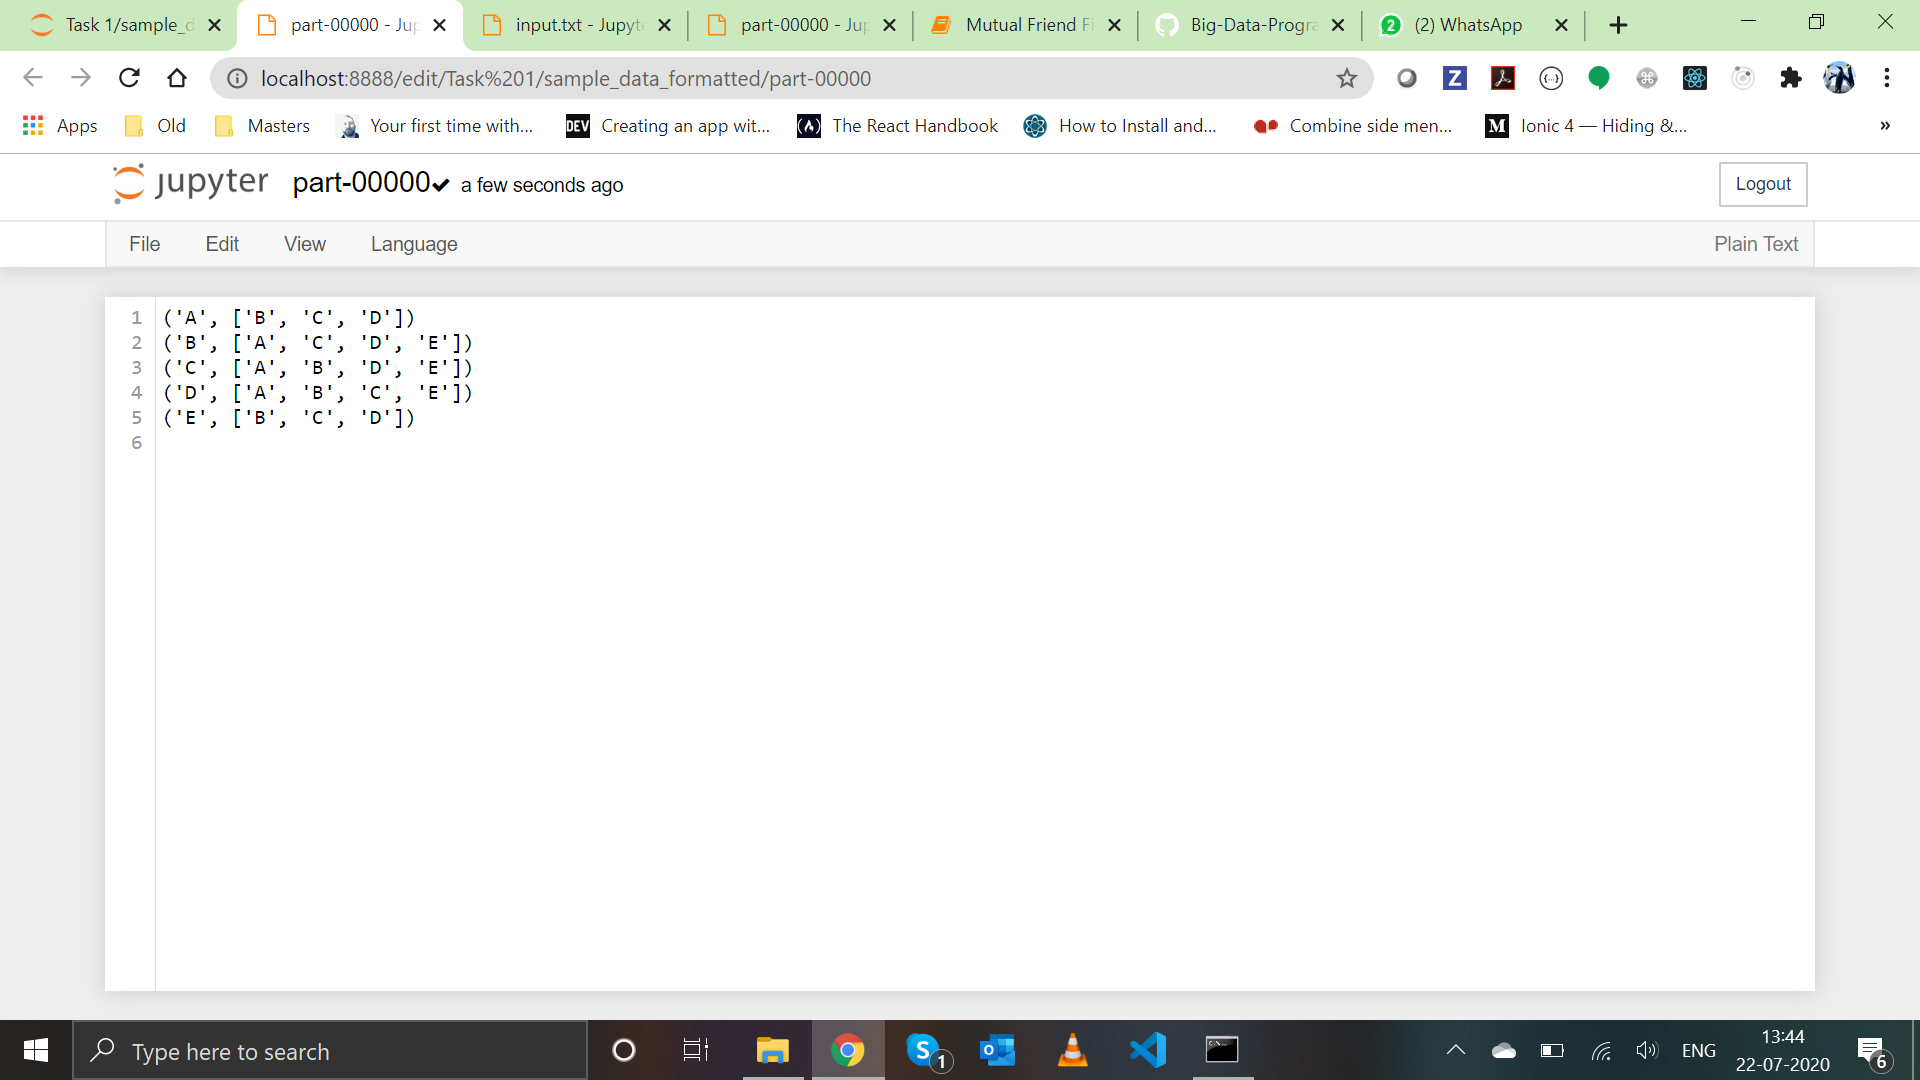 Task 1/sample_d
part-00000 - Jup
input.txt - Jupyte
part-00000 - Jup
Mutual Friend Fi
Big-Data-Progra
(2) WhatsApp
localhost:8888/edit/Task%201/sample_data_formatted/part-00000
Apps
Old
Masters
Your first time with...
DEV
Creating an app wit...
The React Handbook
How to Install and...
Combine side men...
M
Ionic 4 — Hiding &...
»
jupyter
part-00000
a few seconds ago
Logout
File
Edit
View
Language
Plain Text
1 ('A', ['B', 'C', 'D'])
2 ('B', ['A', 'C', 'D', 'E'])
3 ('C', ['A', 'B', 'D', 'E'])
4 ('D', ['A', 'B', 'C', 'E'])
5 ('E', ['B', 'C', 'D'])
6
Type here to search
1
ENG
13:44
22-07-2020
6